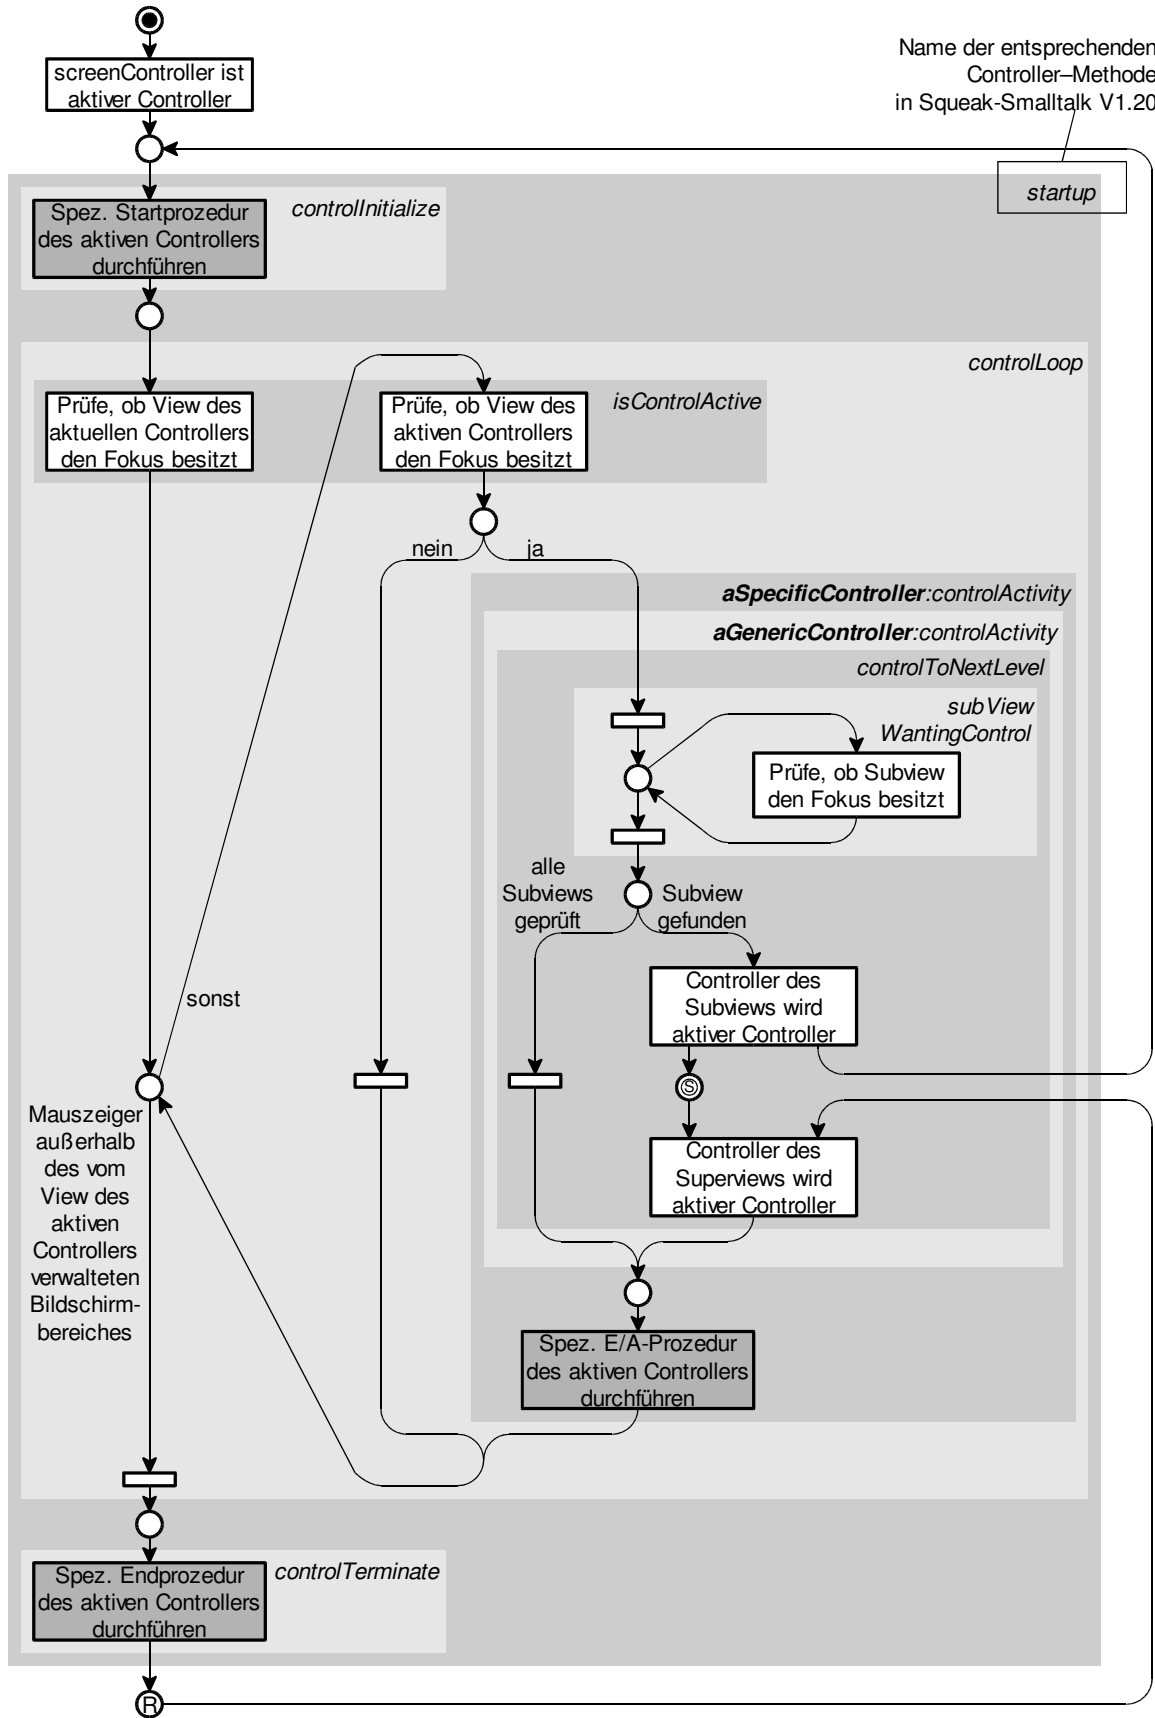 screenController ist
aktiver Controller
Name der entsprechenden
Controller–Methode
in Squeak-Smalltalk V1.20
startup
Spez. Startprozedur
des aktiven Controllers
durchführen
controlInitialize
controlLoop
Prüfe, ob View des
aktuellen Controllers
den Fokus besitzt
Prüfe, ob View des
aktiven Controllers
den Fokus besitzt
isControlActive
nein
ja
aSpecificController:controlActivity
aGenericController:controlActivity
controlToNextLevel
subView
WantingControl
Prüfe, ob Subview
den Fokus besitzt
alle
Subviews
geprüft
Subview
gefunden
Controller des
Subviews wird
aktiver Controller
sonst
S
Mauszeiger
außerhalb
des vom
View des
aktiven
Controllers
verwalteten
Bildschirm-
bereiches
Controller des
Superviews wird
aktiver Controller
Spez. E/A-Prozedur
des aktiven Controllers
durchführen
Spez. Endprozedur
des aktiven Controllers
durchführen
controlTerminate
R